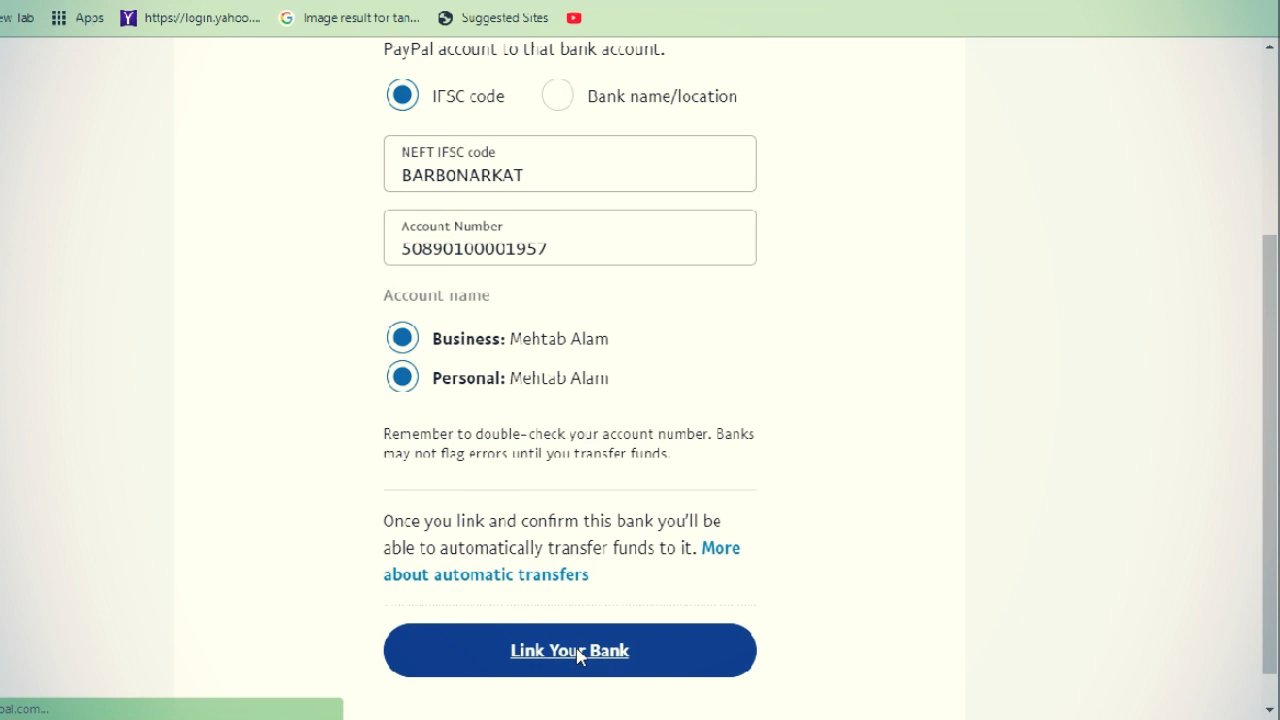 ew Tab Apps https://login.yahoo.... Image result for tan... Suggested Sites
PayPal account to that bank account.
IFSC code Bank name/location
NEFT IFSC code
BARB0NARKAT
Account Number
50890100001957
Account name
Business: Mehtab Alam
Personal: Mehtab Alam
Remember to double-check your account number. Banks
may not flag errors until you transfer funds.
Once you link and confirm this bank you'll be
able to automatically transfer funds to it. More
about automatic transfers
Link Your Bank
pal.com...